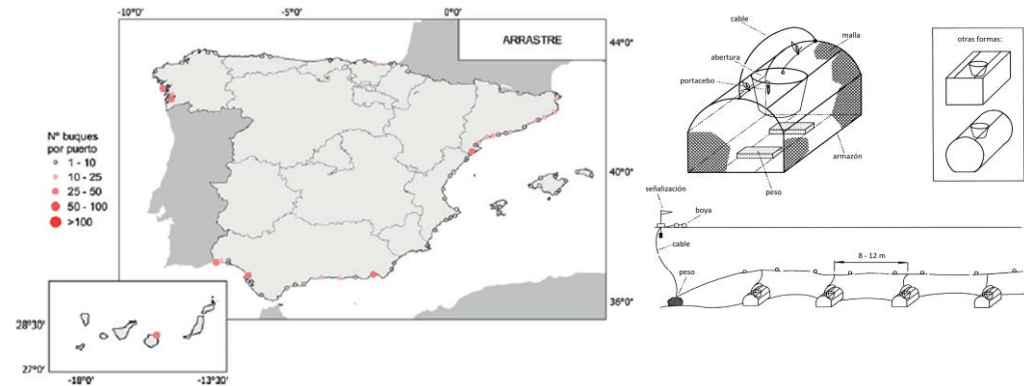 -10°0'
-5°0'
0°0'
ARRASTRE
44°0'
40°0'
36°0'
Nº buques
por puerto
1 - 10
10 - 25
25 - 50
50 - 100
>100
28°30'
27°0'
-18°0'
-13°30'
cable
malla
abertura
portacebo
armazón
peso
otras formas:
señalización
boya
cable
8 - 12 m
peso